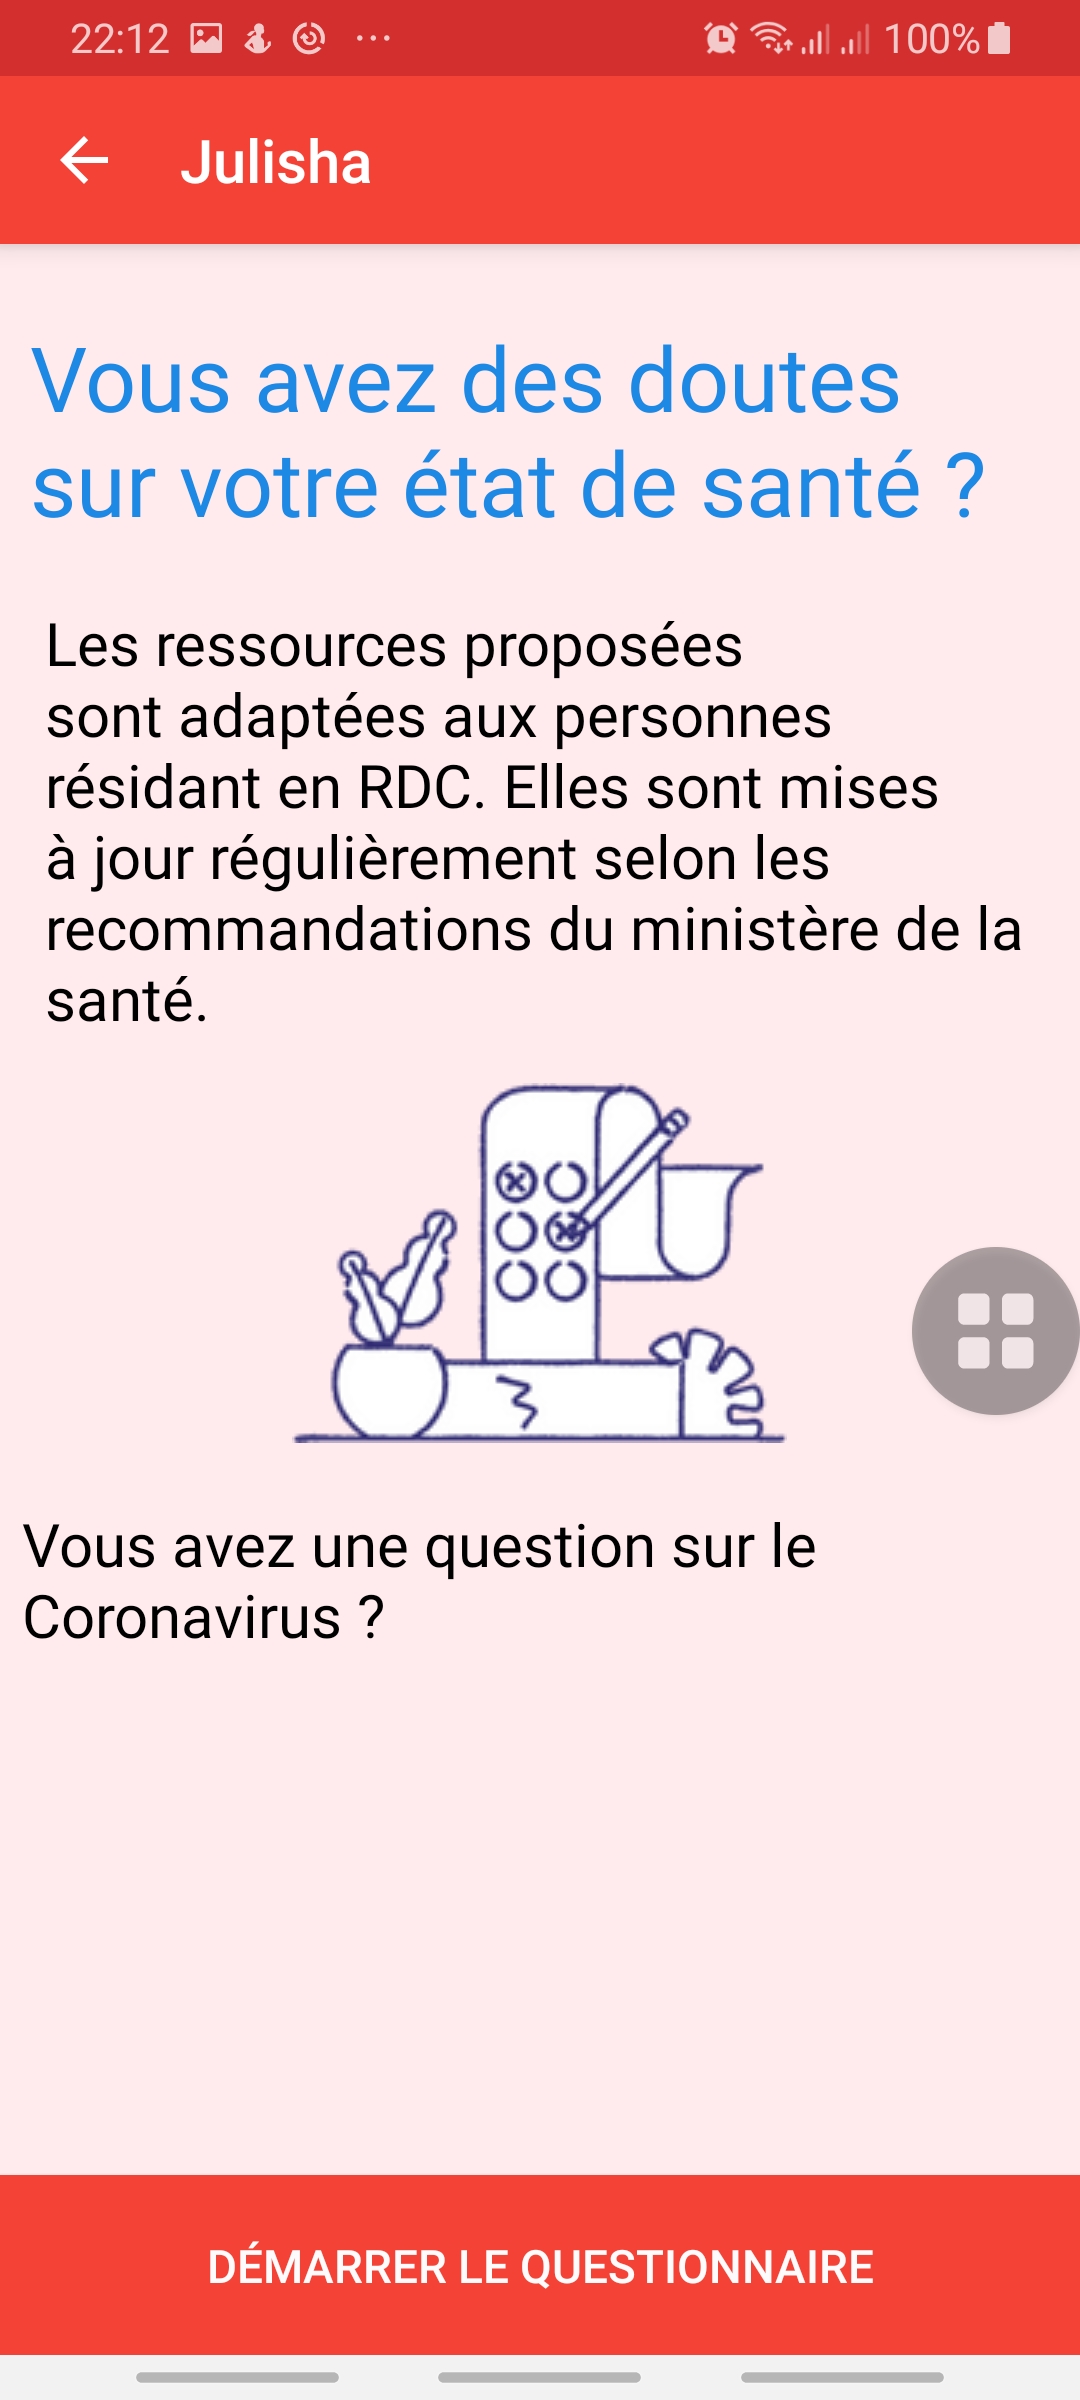 22:12
100%
Julisha
Vous avez des doutes
sur votre état de santé ?
Les ressources proposées
sont adaptées aux personnes
résidant en RDC. Elles sont mises
à jour régulièrement selon les
recommandations du ministère de la
santé.
Vous avez une question sur le
Coronavirus ?
DÉMARRER LE QUESTIONNAIRE